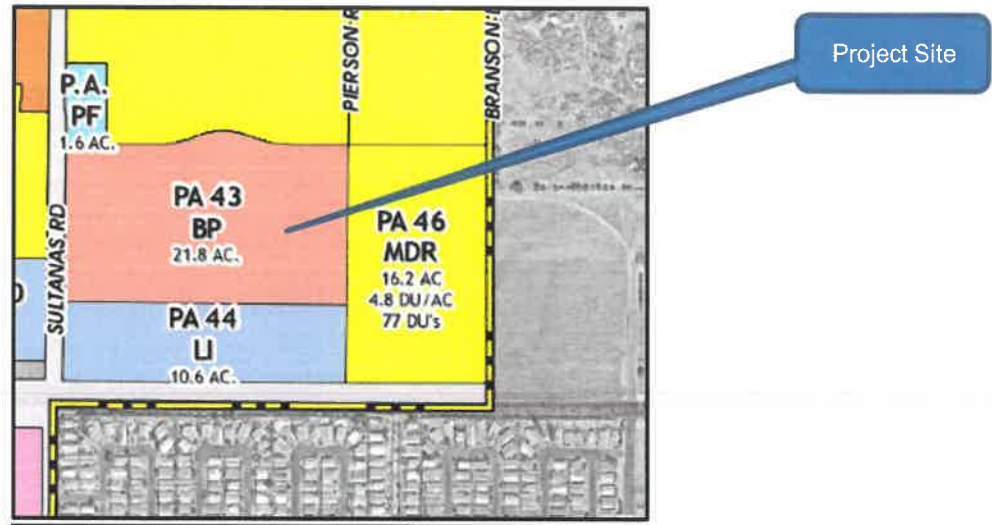 Project Site
PIERSON
BRANSON
P.A.
PF
1.6 AC.
SULTANAS RD
PA 43
BP
21.8 AC.
PA 46
MDR
16.2 AC
4.8 DU/AC
77 DU's
PA 44
LI
10.6 AC.